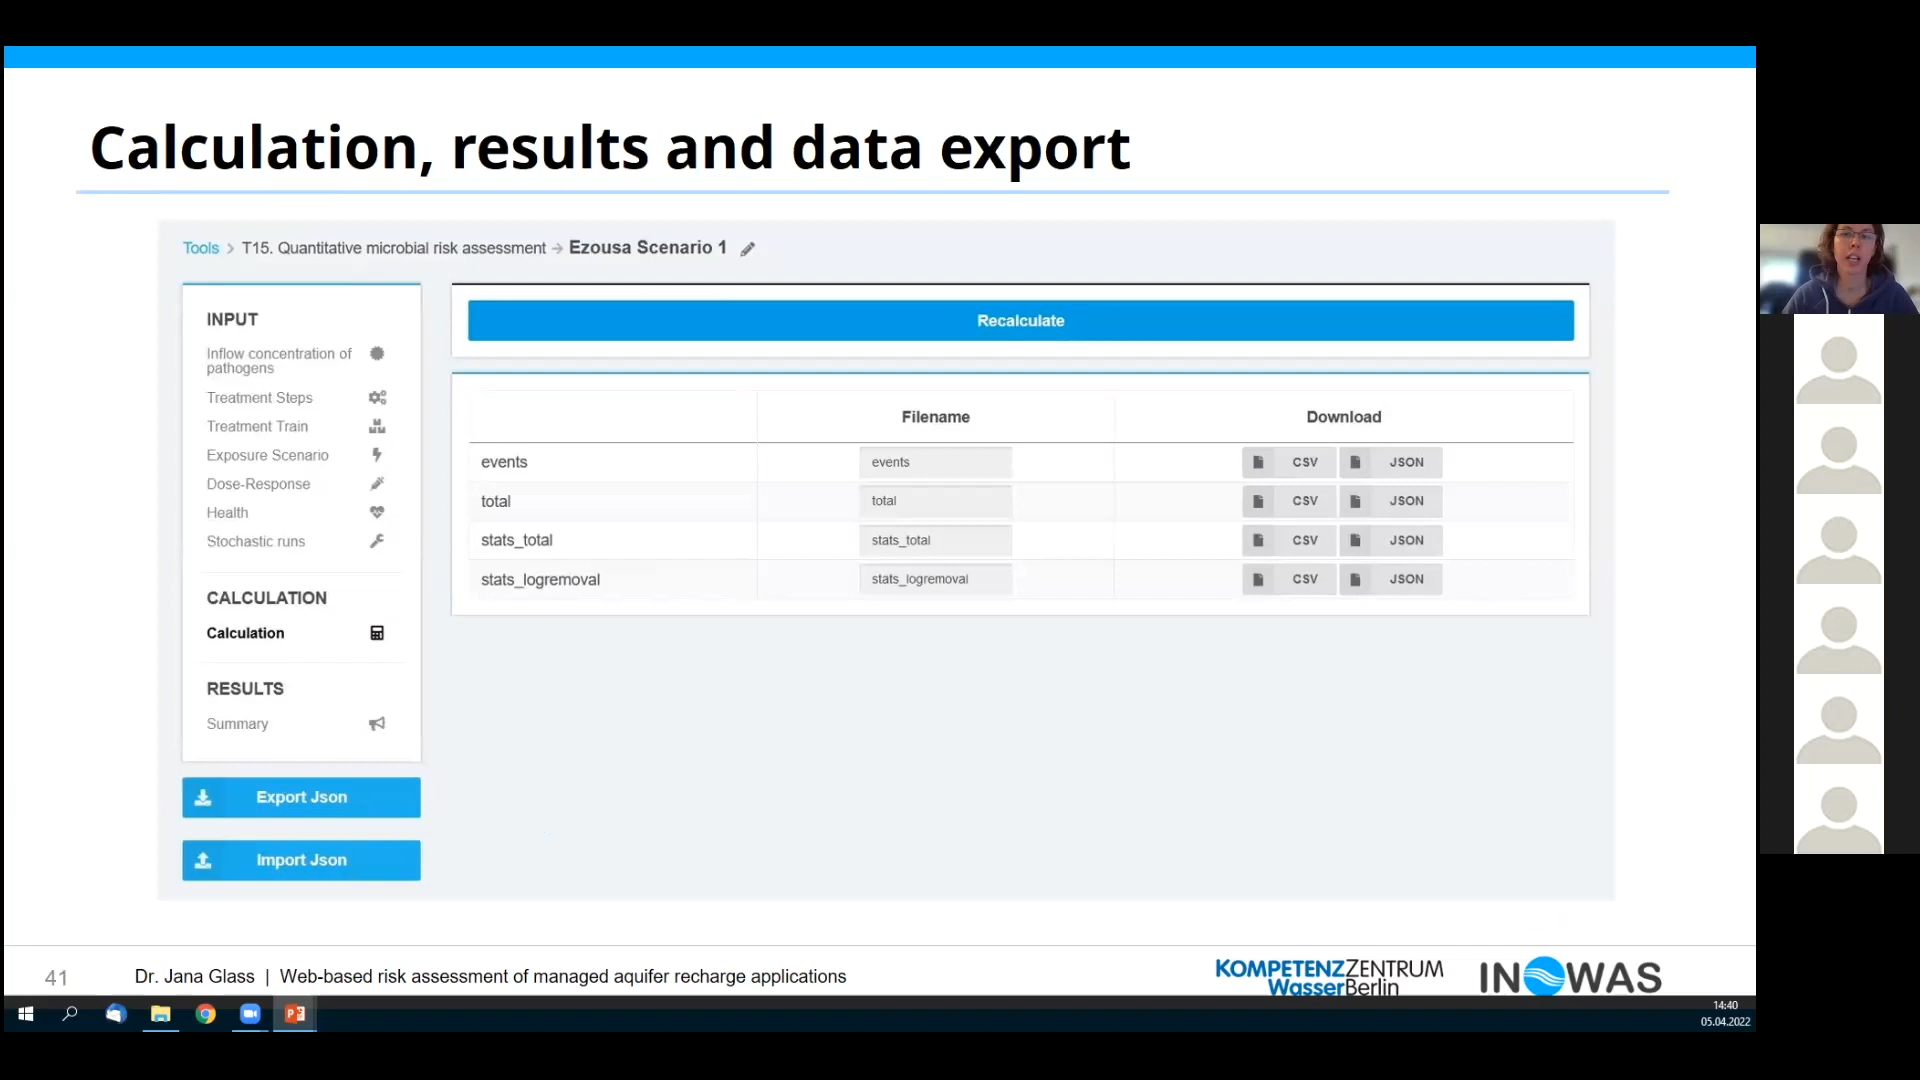 Calculation, results and data export
Tools > T15. Quantitative microbial risk assessment → Ezousa Scenario 1
INPUT
Inflow concentration of
pathogens
Treatment Steps
Treatment Train
Exposure Scenario
Dose-Response
Health
Stochastic runs
CALCULATION
Calculation
RESULTS
Summary
Export Json
Import Json
Recalculate
Filename Download
events events CSV JSON
total total CSV JSON
stats_total stats_total CSV JSON
stats_logremoval stats_logremoval CSV JSON
41 Dr. Jana Glass | Web-based risk assessment of managed aquifer recharge applications
KOMPETENZZENTRUM
WasserBerlin
INOWAS
14:40
05.04.2022